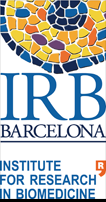 IRB
BARCELONA
INSTITUTE
FOR RESEARCH
IN BIOMEDICINE